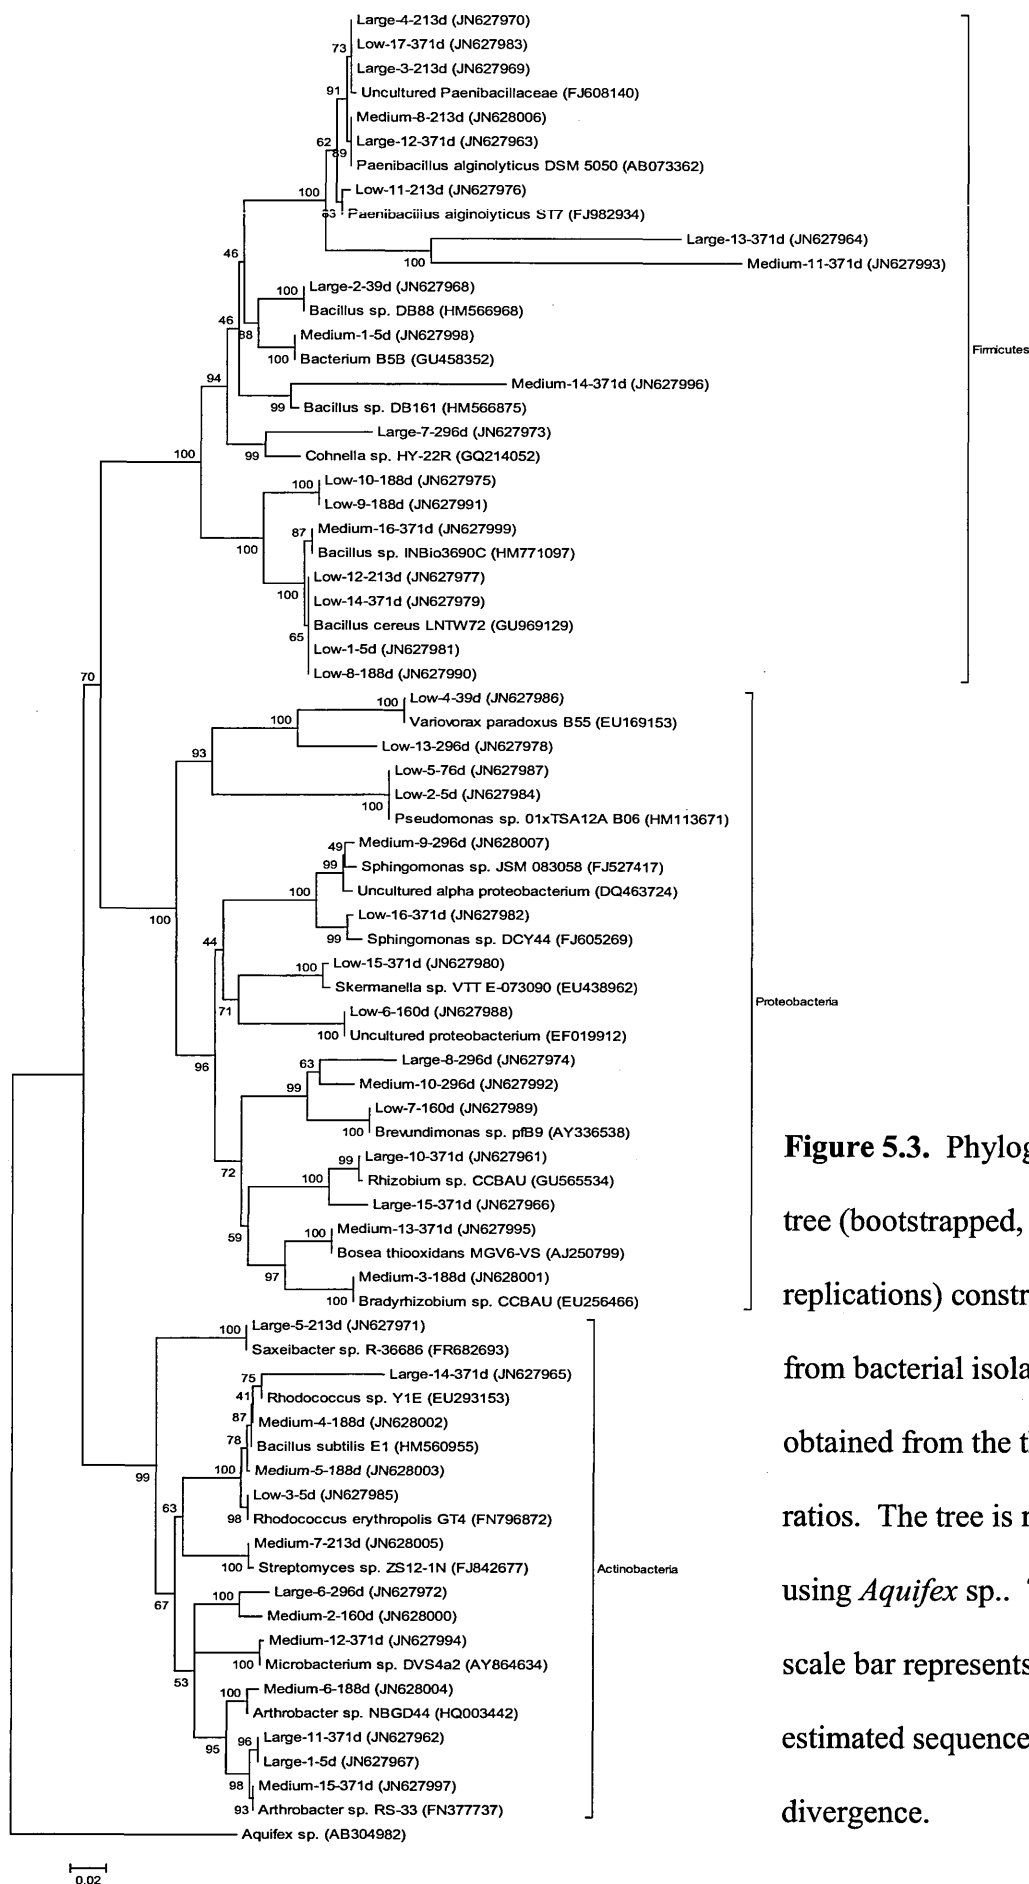 Large-4-213d (JN627970)
73
Low-17-371d (JN627983)
Large-3-213d (JN627969)
91
Uncultured Paenibacillaceae (FJ608140)
Medium-8-213d (JN628006)
62
Large-12-371d (JN627963)
89
Paenibacillus alginolyticus DSM 5050 (AB073362)
100
Low-11-213d (JN627976)
63
Paenibacillus alginolyticus ST7 (FJ982934)
Large-13-371d (JN627964)
46
100
Medium-11-371d (JN627993)
100
Large-2-39d (JN627968)
Bacillus sp. DB88 (HM566968)
46
88
Medium-1-5d (JN627998)
100
Bacterium B5B (GU458352)
Firmicutes
94
Medium-14-371d (JN627996)
99
Bacillus sp. DB161 (HM566875)
Large-7-296d (JN627973)
100
99
Cohnella sp. HY-22R (GQ214052)
100
Low-10-188d (JN627975)
Low-9-188d (JN627991)
87
Medium-16-371d (JN627999)
100
Bacillus sp. INBio3690C (HM771097)
Low-12-213d (JN627977)
100
Low-14-371d (JN627979)
Bacillus cereus LNTW72 (GU969129)
65
Low-1-5d (JN627981)
Low-8-188d (JN627990)
70
100
Low-4-39d (JN627986)
100
Variovorax paradoxus B55 (EU169153)
93
Low-13-296d (JN627978)
Low-5-76d (JN627987)
Low-2-5d (JN627984)
100
Pseudomonas sp. 01xTSA12A B06 (HM113671)
49
Medium-9-296d (JN628007)
99
Sphingomonas sp. JSM 083058 (FJ527417)
100
Uncultured alpha proteobacterium (DQ463724)
100
Low-16-371d (JN627982)
44
99
Sphingomonas sp. DCY44 (FJ605269)
100
Low-15-371d (JN627980)
Skermanella sp. VTT E-073090 (EU438962)
Proteobacteria
71
Low-6-160d (JN627988)
100
Uncultured proteobacterium (EF019912)
96
63
Large-8-296d (JN627974)
99
Medium-10-296d (JN627992)
Low-7-160d (JN627989)
100
Brevundimonas sp. pfB9 (AY336538)
72
99
Large-10-371d (JN627961)
100
Rhizobium sp. CCBAU (GU565534)
Large-15-371d (JN627966)
59
100
Medium-13-371d (JN627995)
Bosea thiooxidans MGV6-VS (AJ250799)
97
Medium-3-188d (JN628001)
100
Bradyrhizobium sp. CCBAU (EU256466)
100
Large-5-213d (JN627971)
Saxeibacter sp. R-36686 (FR682693)
75
Large-14-371d (JN627965)
41
Rhodococcus sp. Y1E (EU293153)
87
Medium-4-188d (JN628002)
78
Bacillus subtilis E1 (HM560955)
99
100
Medium-5-188d (JN628003)
63
Low-3-5d (JN627985)
98
Rhodococcus erythropolis GT4 (FN796872)
Medium-7-213d (JN628005)
100
Streptomyces sp. ZS12-1N (FJ842677)
Actinobacteria
67
100
Large-6-296d (JN627972)
Medium-2-160d (JN628000)
Medium-12-371d (JN627994)
100
Microbacterium sp. DVS4a2 (AY864634)
53
100
Medium-6-188d (JN628004)
Arthrobacter sp. NBGD44 (HQ003442)
95
96
Large-11-371d (JN627962)
Large-1-5d (JN627967)
98
Medium-15-371d (JN627997)
93
Arthrobacter sp. RS-33 (FN377737)
Aquifex sp. (AB304982)
0.02
Figure 5.3. Phylog
tree (bootstrapped,
replications) constr
from bacterial isola
obtained from the t
ratios. The tree is
using Aquifex sp..
scale bar represents
estimated sequence
divergence.